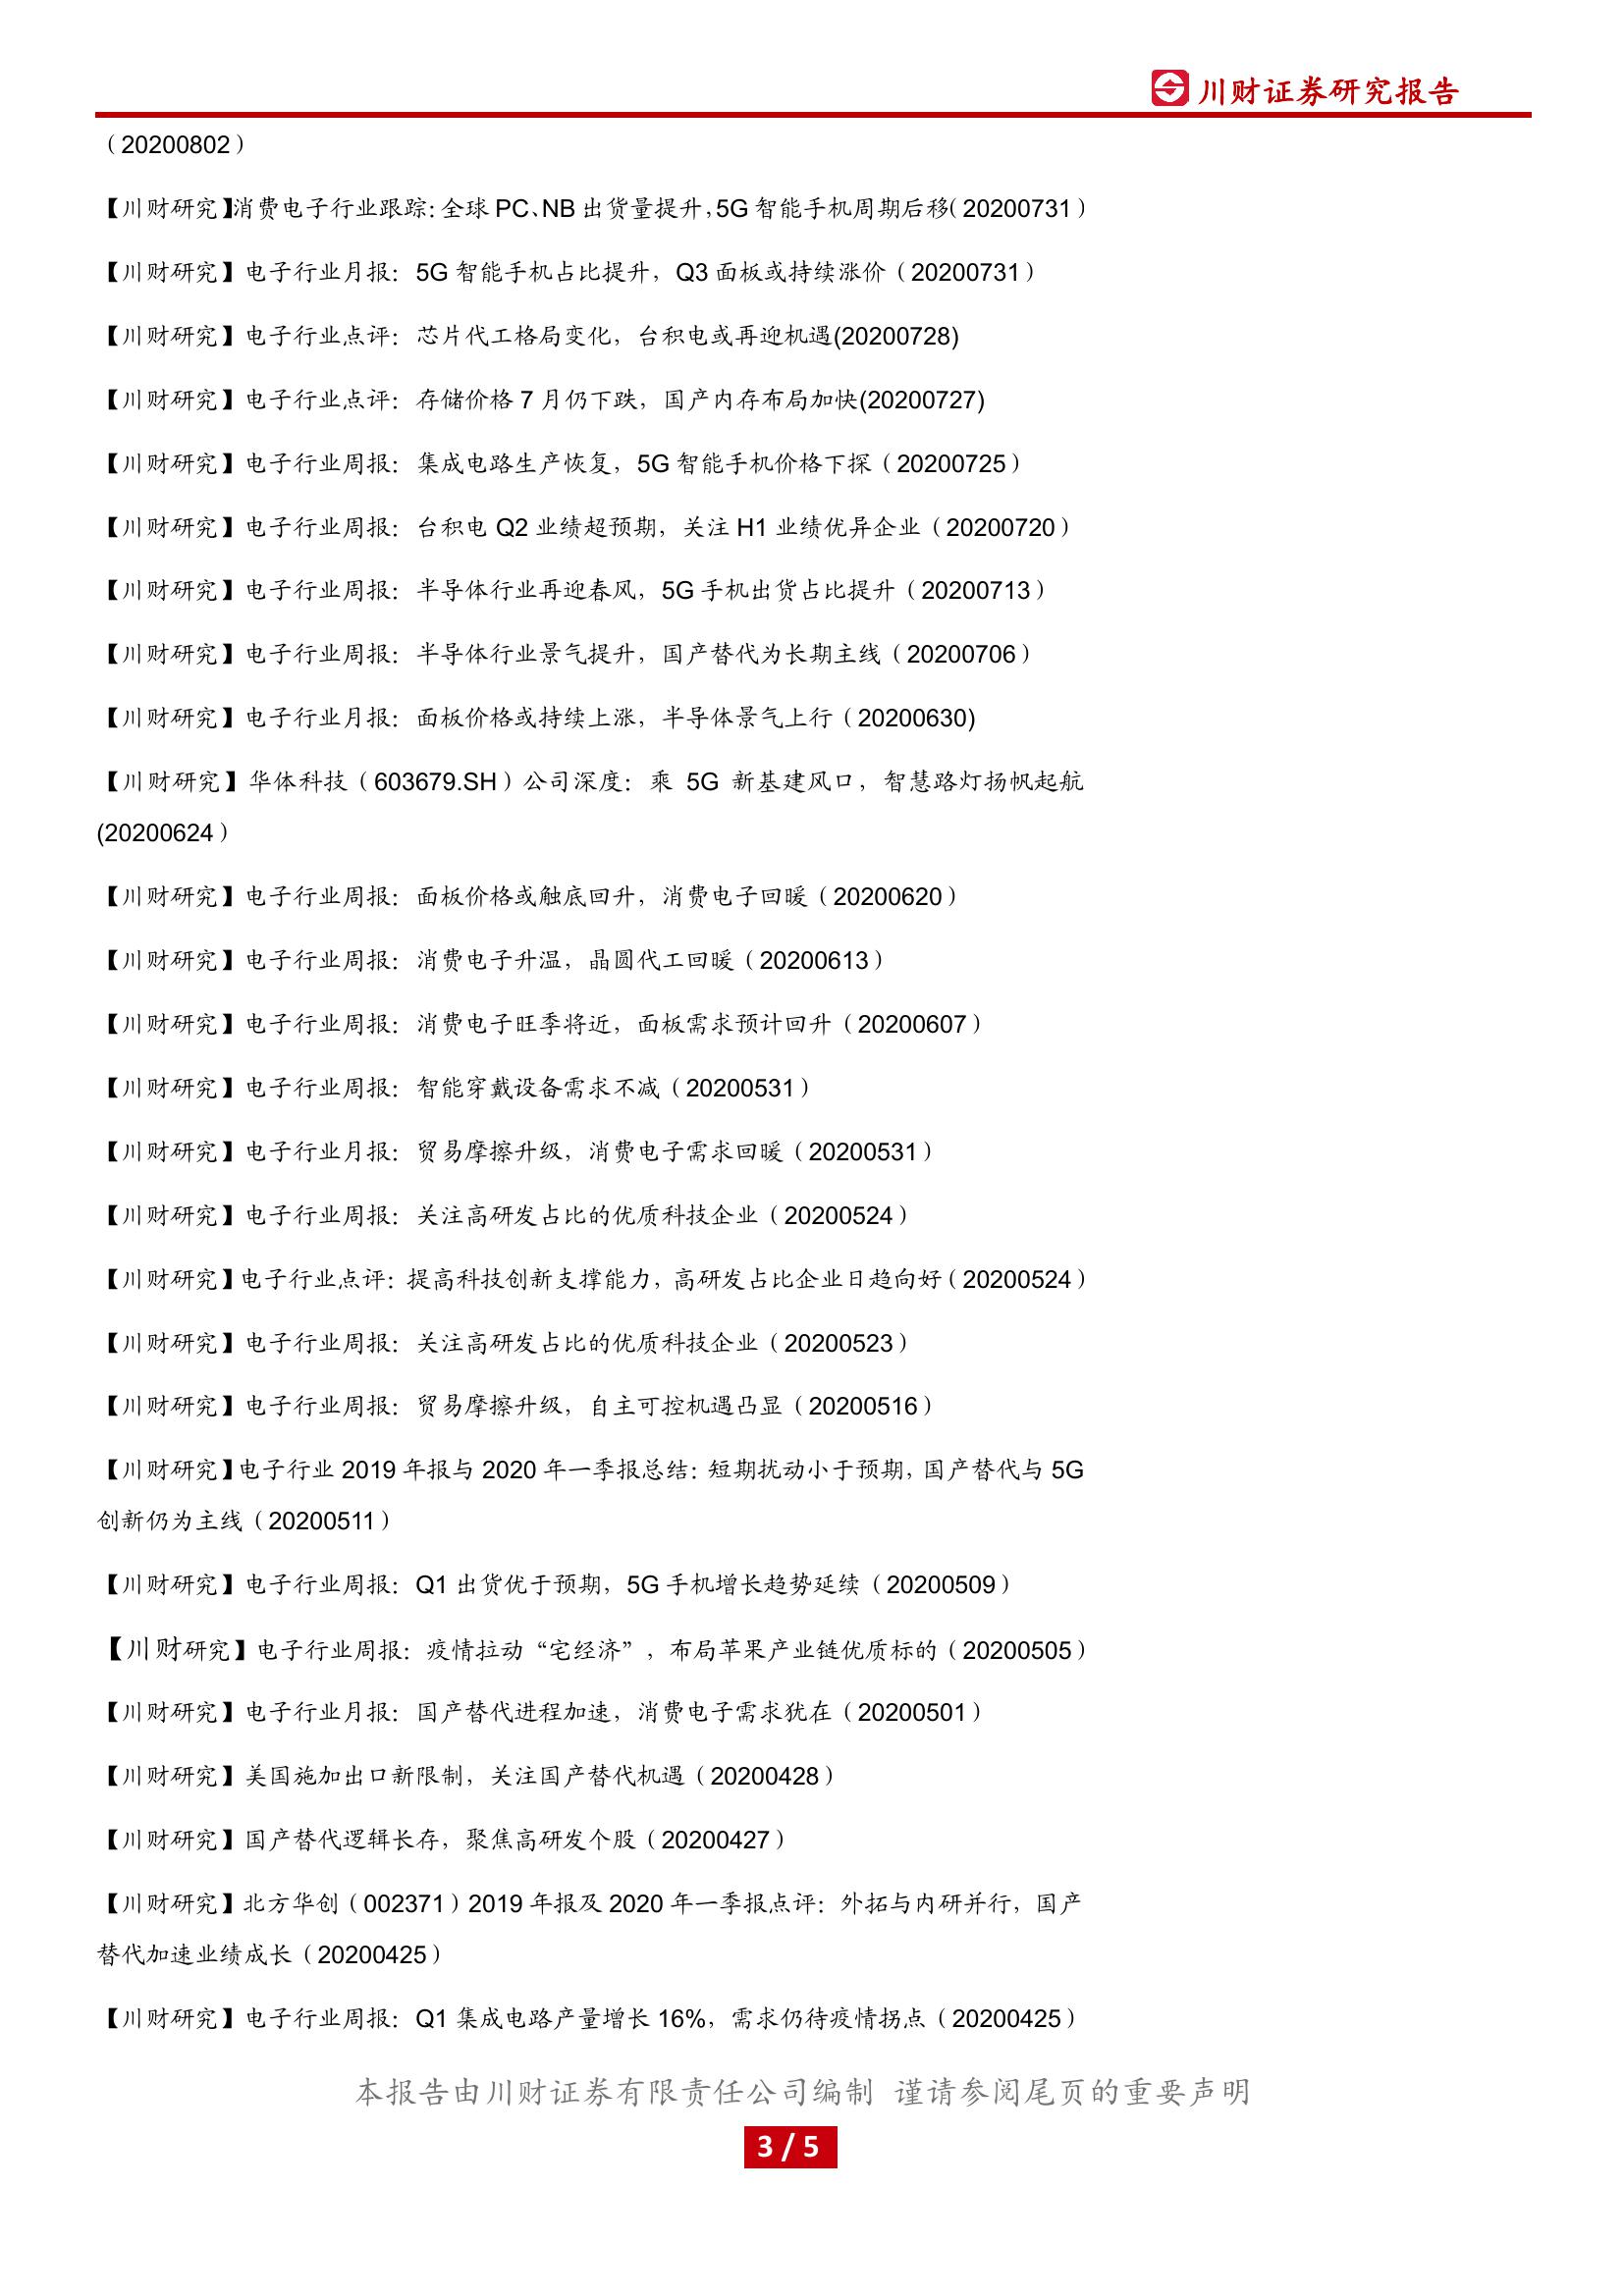 川财证券研究报告
（20200802）
【川财研究】消费电子行业跟踪：全球 PC、NB 出货量提升，5G 智能手机周期后移（20200731）
【川财研究】电子行业月报：5G 智能手机占比提升，Q3 面板或持续涨价（20200731）
【川财研究】电子行业点评：芯片代工格局变化，台积电或再迎机遇(20200728)
【川财研究】电子行业点评：存储价格 7 月仍下跌，国产内存布局加快(20200727)
【川财研究】电子行业周报：集成电路生产恢复，5G 智能手机价格下探（20200725）
【川财研究】电子行业周报：台积电 Q2 业绩超预期，关注 H1 业绩优异企业（20200720）
【川财研究】电子行业周报：半导体行业再迎春风，5G 手机出货占比提升（20200713）
【川财研究】电子行业周报：半导体行业景气提升，国产替代为长期主线（20200706）
【川财研究】电子行业月报：面板价格或持续上涨，半导体景气上行（20200630)
【川财研究】华体科技（603679.SH）公司深度：乘 5G 新基建风口，智慧路灯扬帆起航
(20200624）
【川财研究】电子行业周报：面板价格或触底回升，消费电子回暖（20200620）
【川财研究】电子行业周报：消费电子升温，晶圆代工回暖（20200613）
【川财研究】电子行业周报：消费电子旺季将近，面板需求预计回升（20200607）
【川财研究】电子行业周报：智能穿戴设备需求不减（20200531）
【川财研究】电子行业月报：贸易摩擦升级，消费电子需求回暖（20200531）
【川财研究】电子行业周报：关注高研发占比的优质科技企业（20200524）
【川财研究】电子行业点评：提高科技创新支撑能力，高研发占比企业日趋向好（20200524）
【川财研究】电子行业周报：关注高研发占比的优质科技企业（20200523）
【川财研究】电子行业周报：贸易摩擦升级，自主可控机遇凸显（20200516）
【川财研究】电子行业 2019 年报与 2020 年一季报总结：短期扰动小于预期，国产替代与 5G
创新仍为主线（20200511）
【川财研究】电子行业周报：Q1 出货优于预期，5G 手机增长趋势延续（20200509）
【川财研究】电子行业周报：疫情拉动“宅经济”，布局苹果产业链优质标的（20200505）
【川财研究】电子行业月报：国产替代进程加速，消费电子需求犹在（20200501）
【川财研究】美国施加出口新限制，关注国产替代机遇（20200428）
【川财研究】国产替代逻辑长存，聚焦高研发个股（20200427）
【川财研究】北方华创（002371）2019 年报及 2020 年一季报点评：外拓与内研并行，国产
替代加速业绩成长（20200425）
【川财研究】电子行业周报：Q1 集成电路产量增长 16%，需求仍待疫情拐点（20200425）
本报告由川财证券有限责任公司编制 谨请参阅尾页的重要声明
3 / 5